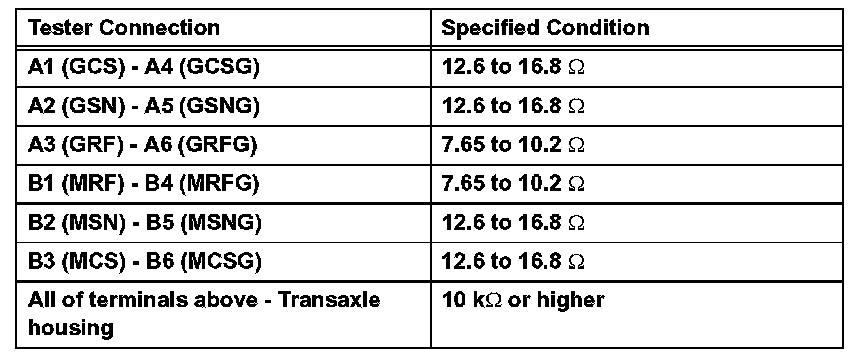 Tester Connection Specified Condition
A1 (GCS) - A4 (GCSG) 12.6 to 16.8 Ω
A2 (GSN) - A5 (GSNG) 12.6 to 16.8 Ω
A3 (GRF) - A6 (GRFG) 7.65 to 10.2 Ω
B1 (MRF) - B4 (MRFG) 7.65 to 10.2 Ω
B2 (MSN) - B5 (MSNG) 12.6 to 16.8 Ω
B3 (MCS) - B6 (MCSG) 12.6 to 16.8 Ω
All of terminals above - Transaxle 10 kΩ or higher
housing